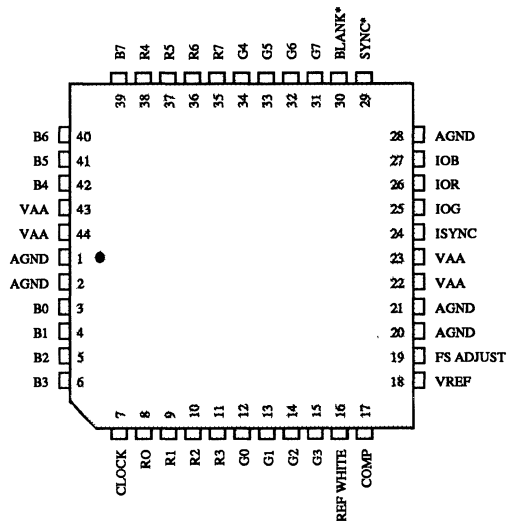 B7 R4 R5 R6 R7 G4 G5 G6 G7 BLANK* SYNC*
39 38 37 36 35 34 33 32 31 30 29
B6 40 28 AGND
B5 41 27 IOB
B4 42 26 IOR
VAA 43 25 IOG
VAA 44 24 ISYNC
AGND 1 23 VAA
AGND 2 22 VAA
B0 3 21 AGND
B1 4 20 AGND
B2 5 19 FS ADJUST
B3 6 18 VREF
7 8 9 10 11 12 13 14 15 16 17
CLOCK R0 R1 R2 R3 G0 G1 G2 G3 REF WHITE COMP